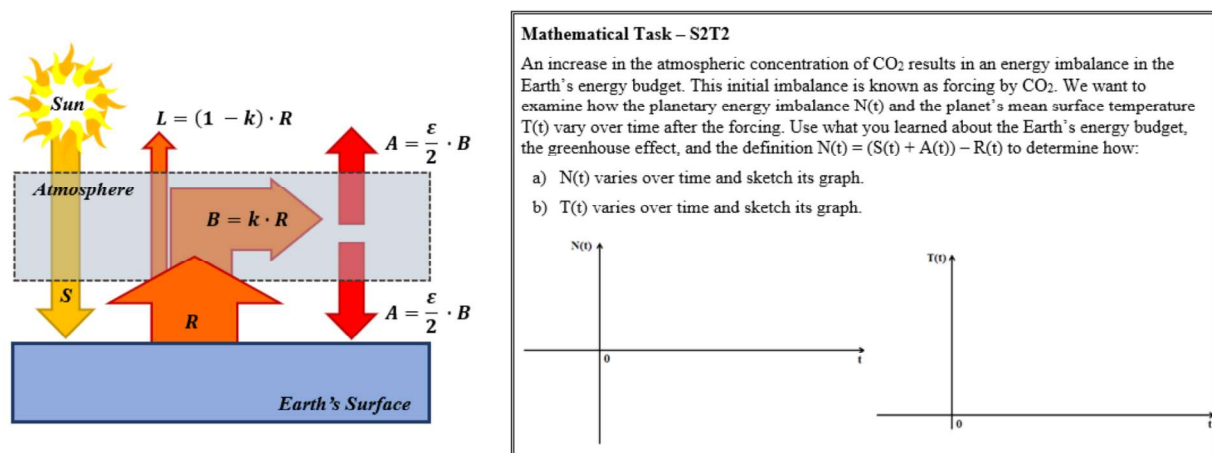 Sun
L = (1 − k) · R
A = ε/2 · B
Atmosphere
B = k · R
S
R
A = ε/2 · B
Earth's Surface
Mathematical Task – S2T2
An increase in the atmospheric concentration of CO₂ results in an energy imbalance in the
Earth's energy budget. This initial imbalance is known as forcing by CO₂. We want to
examine how the planetary energy imbalance N(t) and the planet's mean surface temperature
T(t) vary over time after the forcing. Use what you learned about the Earth's energy budget,
the greenhouse effect, and the definition N(t) = (S(t) + A(t)) – R(t) to determine how:
a) N(t) varies over time and sketch its graph.
b) T(t) varies over time and sketch its graph.
N(t)
0
t
T(t)
0
t